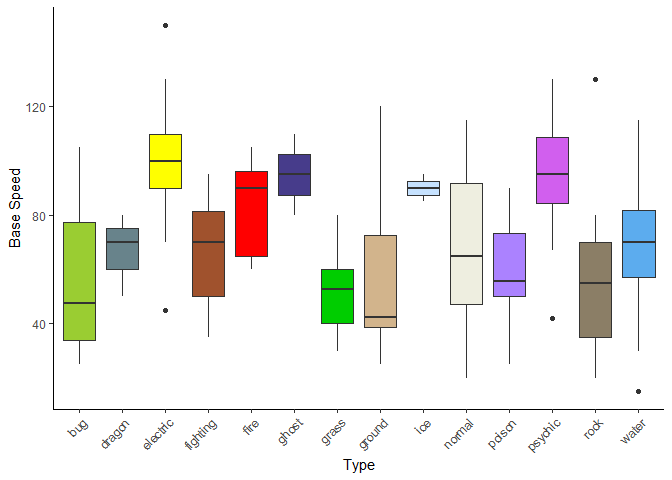 120
80
40
Base Speed
bug
dragon
electric
fighting
fire
ghost
grass
ground
ice
normal
poison
psychic
rock
water
Type